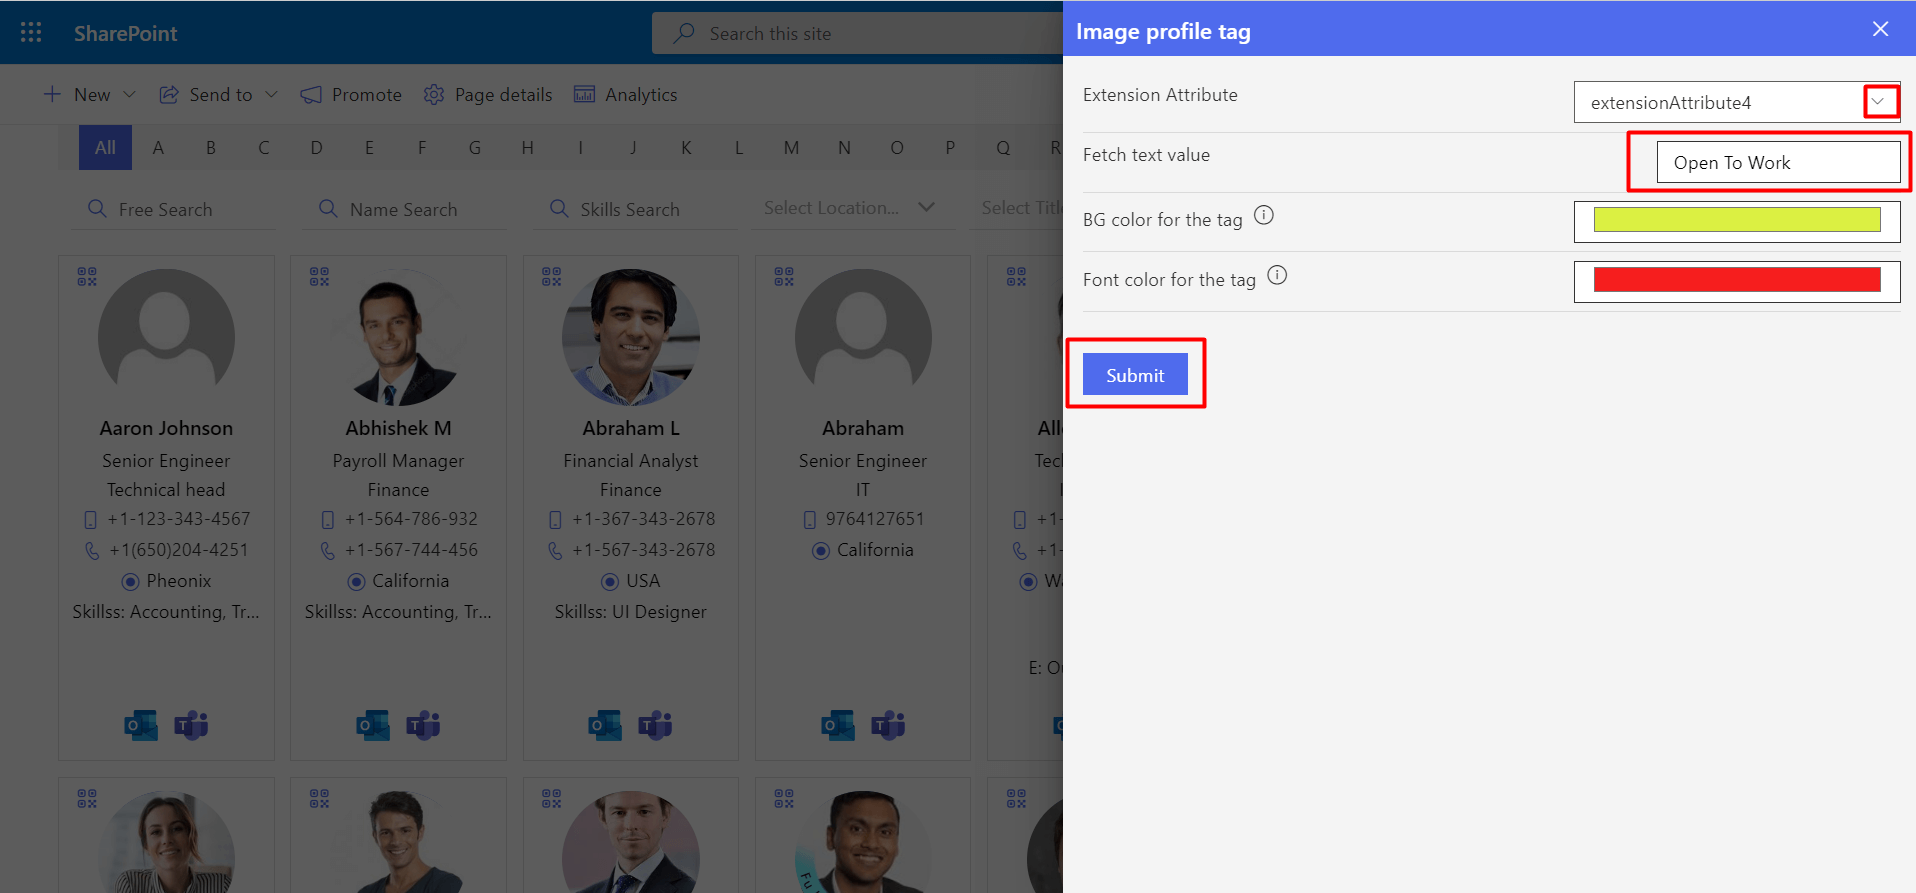 SharePoint
Search this site
New
Send to
Promote
Page details
Analytics
All A B C D E F G H I J K L M N O P Q R
Free Search
Name Search
Skills Search
Select Location...
Select Titl
Aaron Johnson
Senior Engineer
Technical head
+1-123-343-4567
+1(650)204-4251
Pheonix
Skillss: Accounting, Tr...
Abhishek M
Payroll Manager
Finance
+1-564-786-932
+1-567-744-456
California
Skillss: Accounting, Tr...
Abraham L
Financial Analyst
Finance
+1-367-343-2678
+1-567-343-2678
USA
Skillss: UI Designer
Abraham
Senior Engineer
IT
9764127651
California
All
Tec
+1-
+1-
W
E: O
Image profile tag
Extension Attribute
extensionAttribute4
Fetch text value
Open To Work
BG color for the tag
Font color for the tag
Submit